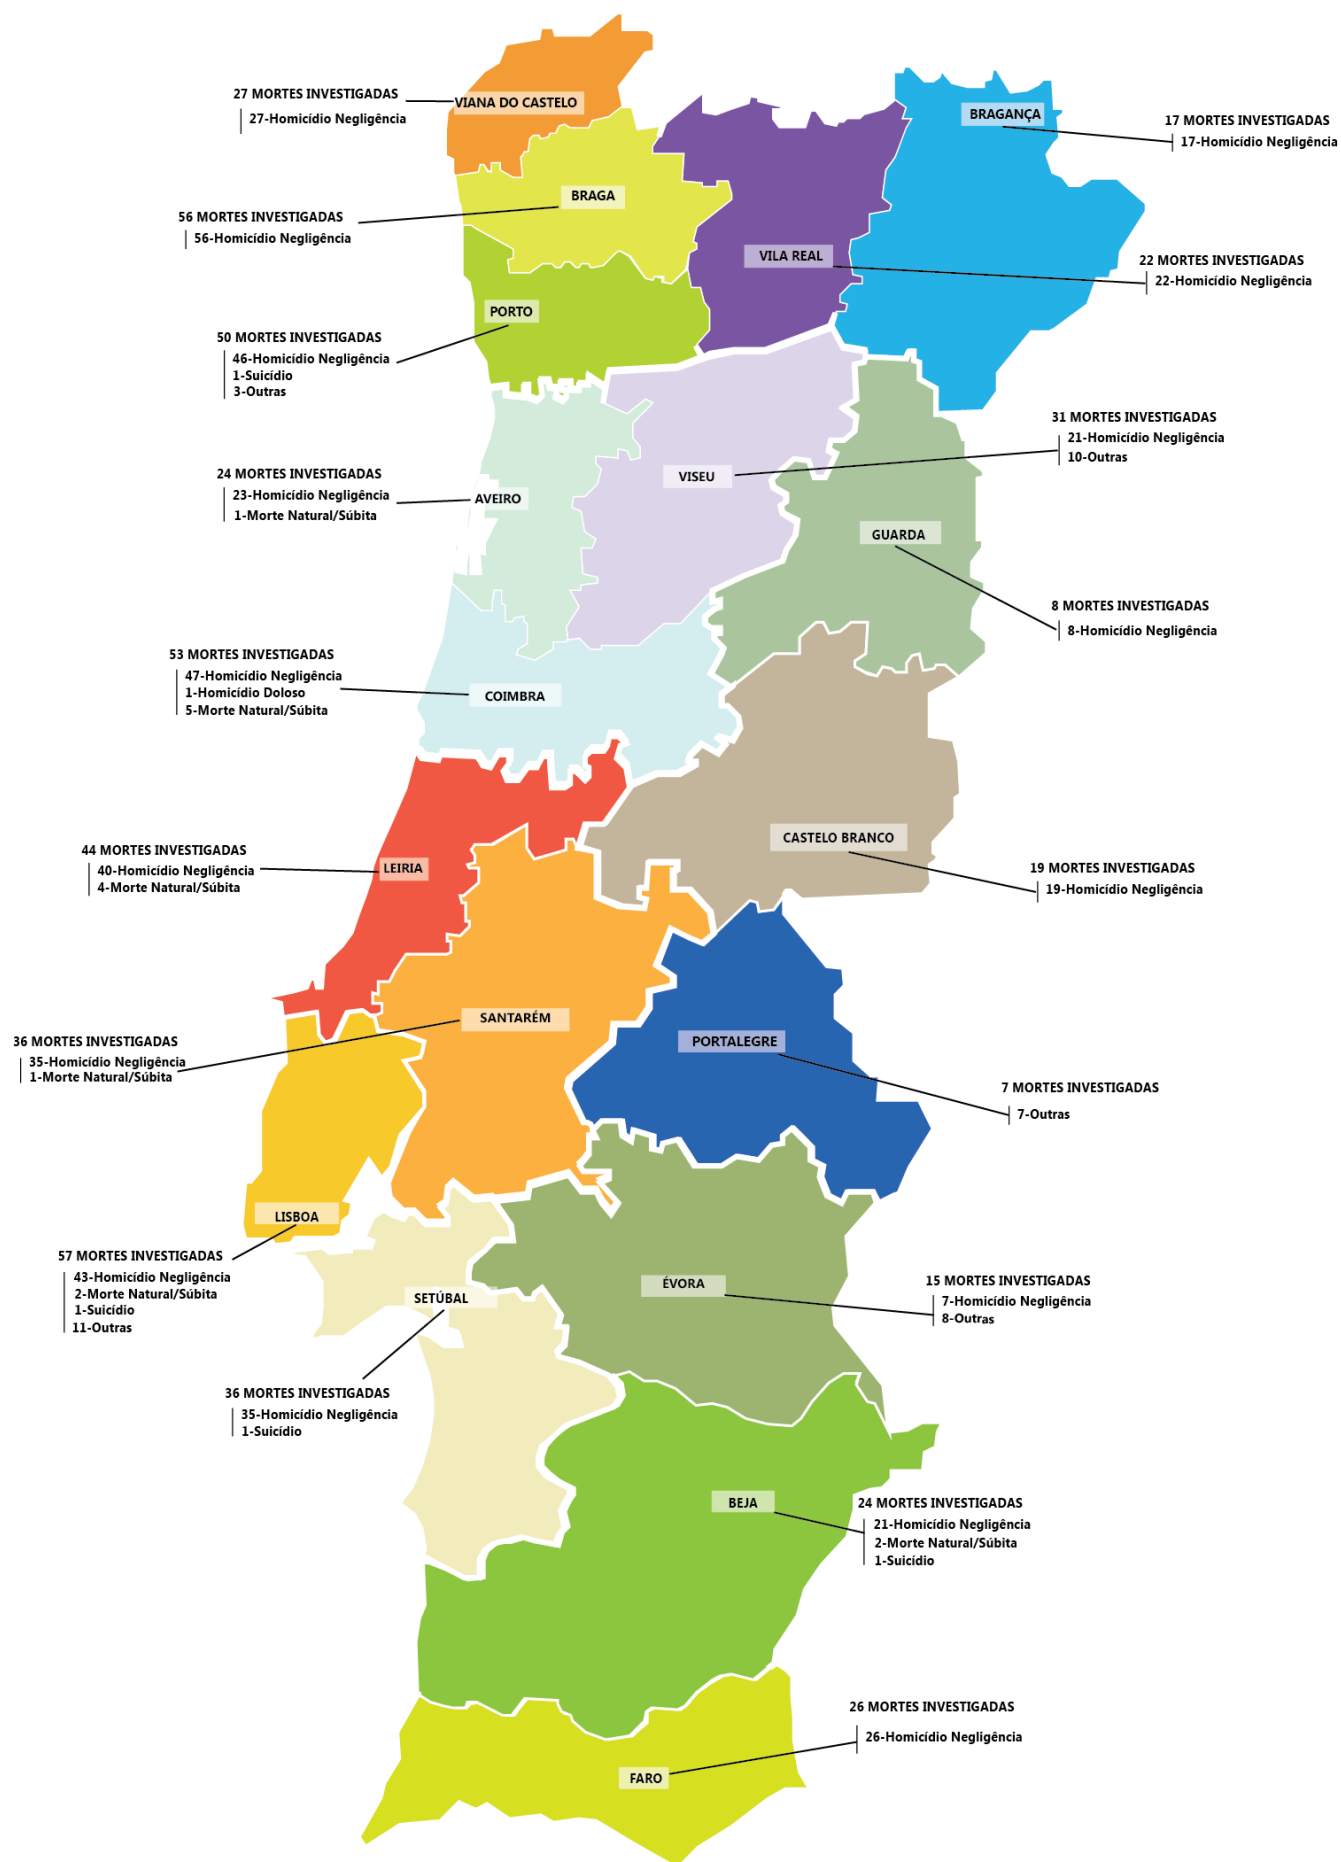 27 MORTES INVESTIGADAS
27-Homicídio Negligência
VIANA DO CASTELO
BRAGANÇA
17 MORTES INVESTIGADAS
17-Homicídio Negligência
BRAGA
56 MORTES INVESTIGADAS
56-Homicídio Negligência
VILA REAL
22 MORTES INVESTIGADAS
22-Homicídio Negligência
PORTO
50 MORTES INVESTIGADAS
46-Homicídio Negligência
1-Suicídio
3-Outras
31 MORTES INVESTIGADAS
21-Homicídio Negligência
10-Outras
VISEU
24 MORTES INVESTIGADAS
23-Homicídio Negligência
1-Morte Natural/Súbita
AVEIRO
GUARDA
8 MORTES INVESTIGADAS
8-Homicídio Negligência
53 MORTES INVESTIGADAS
47-Homicídio Negligência
1-Homicídio Doloso
5-Morte Natural/Súbita
COIMBRA
CASTELO BRANCO
19 MORTES INVESTIGADAS
19-Homicídio Negligência
44 MORTES INVESTIGADAS
40-Homicídio Negligência
4-Morte Natural/Súbita
LEIRIA
SANTARÉM
36 MORTES INVESTIGADAS
35-Homicídio Negligência
1-Morte Natural/Súbita
PORTALEGRE
7 MORTES INVESTIGADAS
7-Outras
LISBOA
57 MORTES INVESTIGADAS
43-Homicídio Negligência
2-Morte Natural/Súbita
1-Suicídio
11-Outras
ÉVORA
15 MORTES INVESTIGADAS
7-Homicídio Negligência
8-Outras
SETÚBAL
36 MORTES INVESTIGADAS
35-Homicídio Negligência
1-Suicídio
BEJA
24 MORTES INVESTIGADAS
21-Homicídio Negligência
2-Morte Natural/Súbita
1-Suicídio
26 MORTES INVESTIGADAS
26-Homicídio Negligência
FARO